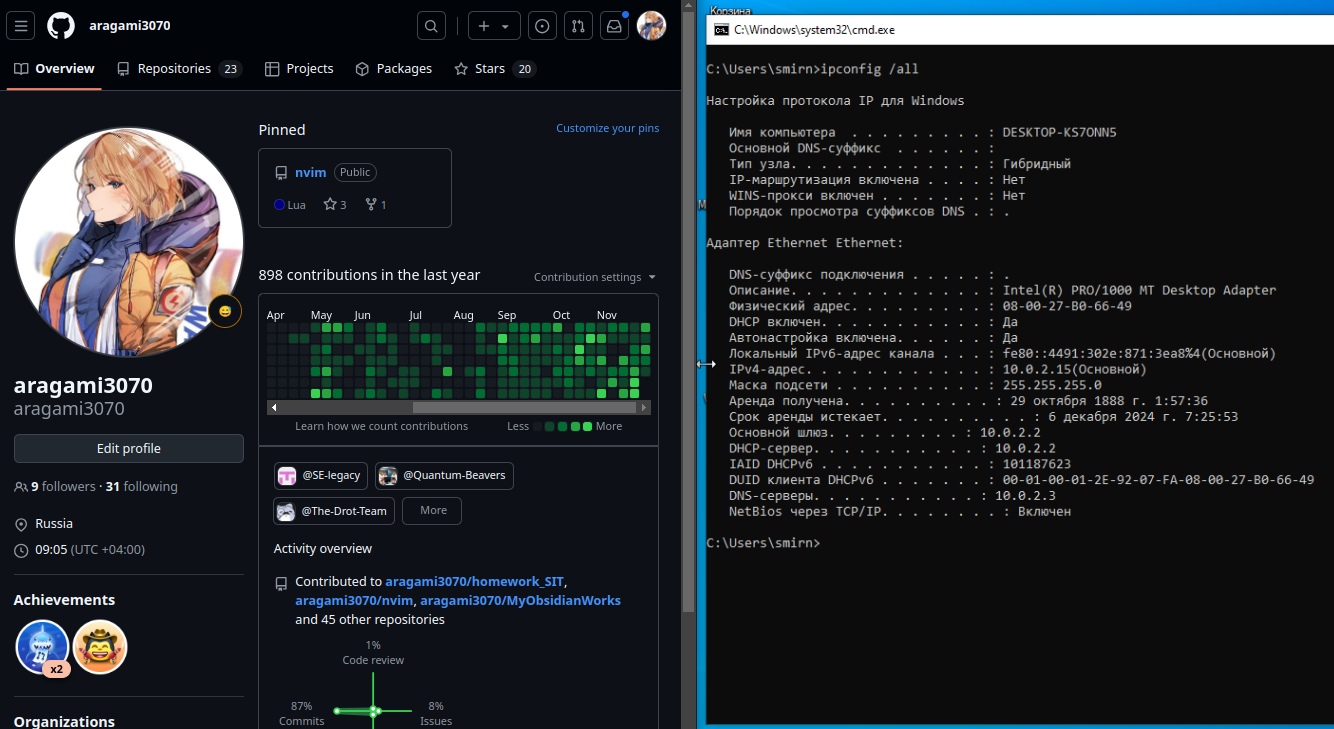 aragami3070
Overview
Repositories 23
Projects
Packages
Stars 20
aragami3070
aragami3070
Edit profile
9 followers · 31 following
Russia
09:05 (UTC +04:00)
Achievements
x2
Organizations
Pinned
Customize your pins
nvim Public
Lua 3 1
898 contributions in the last year
Contribution settings
Apr May Jun Jul Aug Sep Oct Nov
Learn how we count contributions
Less More
@SE-legacy @Quantum-Beavers
@The-Drot-Team More
Activity overview
Contributed to aragami3070/homework_SIT,
aragami3070/nvim, aragami3070/MyObsidianWorks
and 45 other repositories
1%
Code review
87%
Commits
8%
Issues
Корзина
C:\Windows\system32\cmd.exe
C:\Users\smirn>ipconfig /all
Настройка протокола IP для Windows
Имя компьютера . . . . . . . . . : DESKTOP-KS7ONN5
Основной DNS-суффикс . . . . . . :
Тип узла. . . . . . . . . . . . . : Гибридный
IP-маршрутизация включена . . . . : Нет
WINS-прокси включен . . . . . . . : Нет
Порядок просмотра суффиксов DNS . : .
Адаптер Ethernet Ethernet:
DNS-суффикс подключения . . . . . : .
Описание. . . . . . . . . . . . . : Intel(R) PRO/1000 MT Desktop Adapter
Физический адрес. . . . . . . . . : 08-00-27-B0-66-49
DHCP включен. . . . . . . . . . . : Да
Автонастройка включена. . . . . . : Да
Локальный IPv6-адрес канала . . . : fe80::4491:302e:871:3ea8%4(Основной)
IPv4-адрес. . . . . . . . . . . . : 10.0.2.15(Основной)
Маска подсети . . . . . . . . . . : 255.255.255.0
Аренда получена. . . . . . . . . . : 29 октября 1888 г. 1:57:36
Срок аренды истекает. . . . . . . . . . : 6 декабря 2024 г. 7:25:53
Основной шлюз. . . . . . . . . : 10.0.2.2
DHCP-сервер. . . . . . . . . . . : 10.0.2.2
IAID DHCPv6 . . . . . . . . . . . : 101187623
DUID клиента DHCPv6 . . . . . . . : 00-01-00-01-2E-92-07-FA-08-00-27-B0-66-49
DNS-серверы. . . . . . . . . . . : 10.0.2.3
NetBios через TCP/IP. . . . . . . . : Включен
C:\Users\smirn>